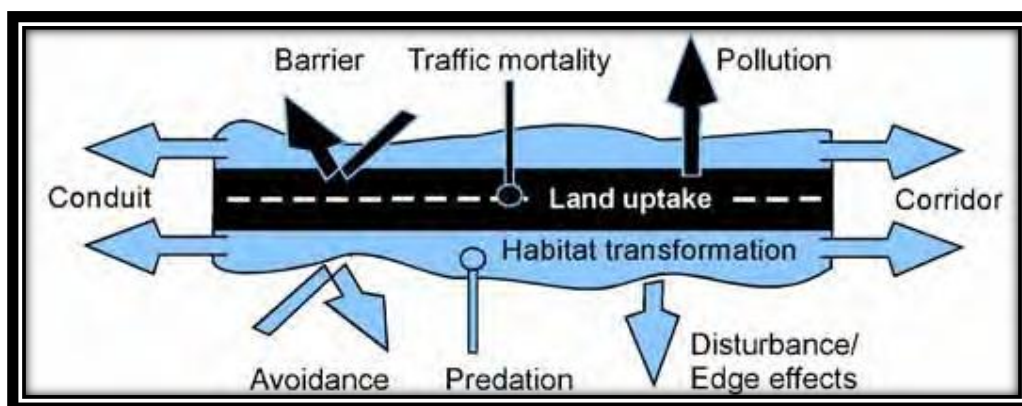 Barrier
Traffic mortality
Pollution
Conduit
Land uptake
Corridor
Habitat transformation
Avoidance
Predation
Disturbance/
Edge effects